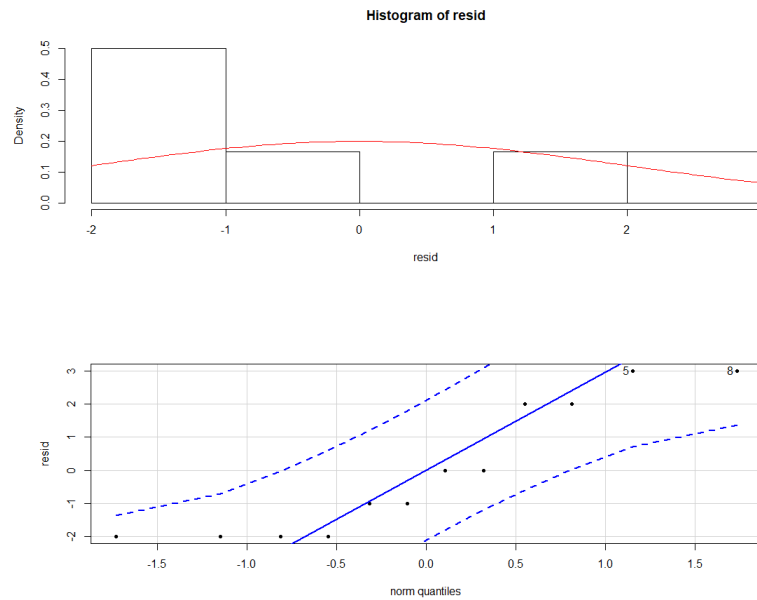 Histogram of resid
Density
0.0 0.1 0.2 0.3 0.4 0.5
-2 -1 0 1 2
resid
resid
-2 -1 0 1 2 3
5 8
-1.5 -1.0 -0.5 0.0 0.5 1.0 1.5
norm quantiles